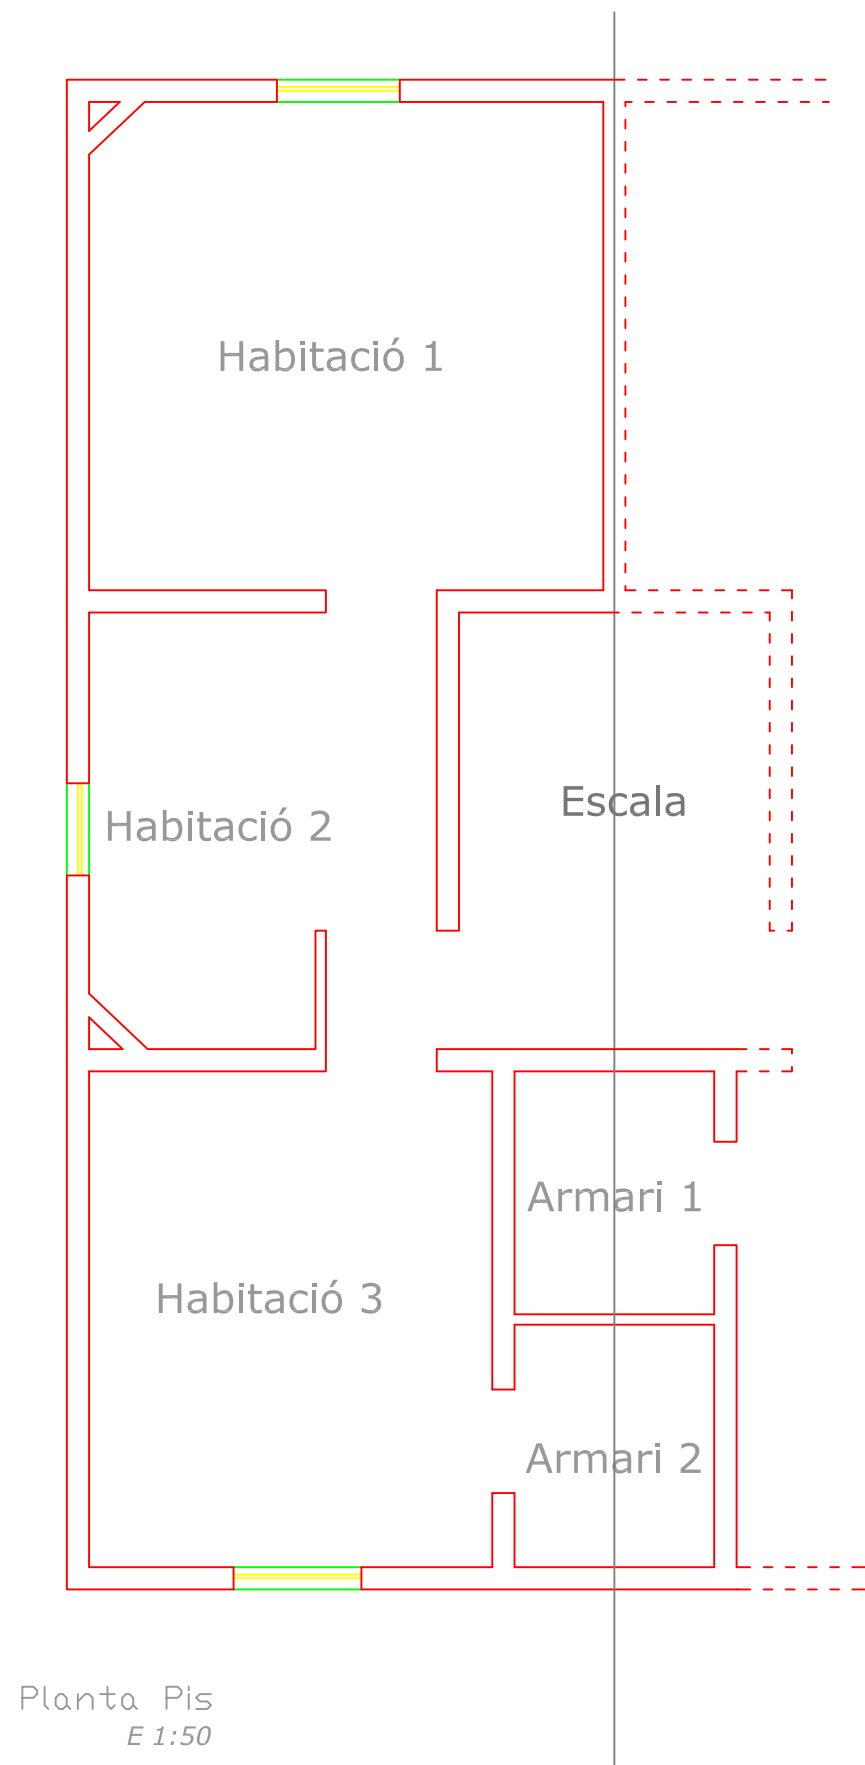 Habitació 1
Escala
Habitació 2
Armari 1
Habitació 3
Armari 2
Planta Pis
E 1:50